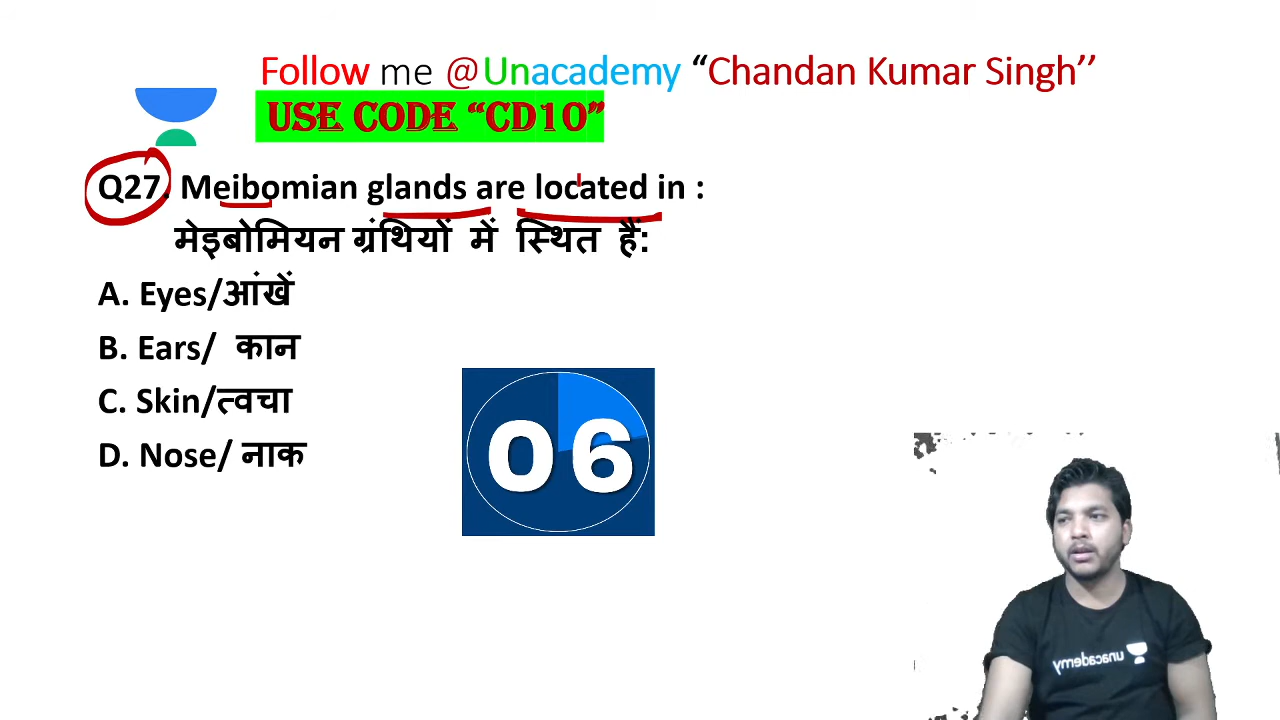 Follow me @Unacademy “Chandan Kumar Singh’’
USE CODE “CD10”
Q27. Meibomian glands are located in :
मेइबोमियन ग्रंथियों में स्थित हैं:
A. Eyes/आंखें
B. Ears/ कान
C. Skin/त्वचा
D. Nose/ नाक
06
unacademy